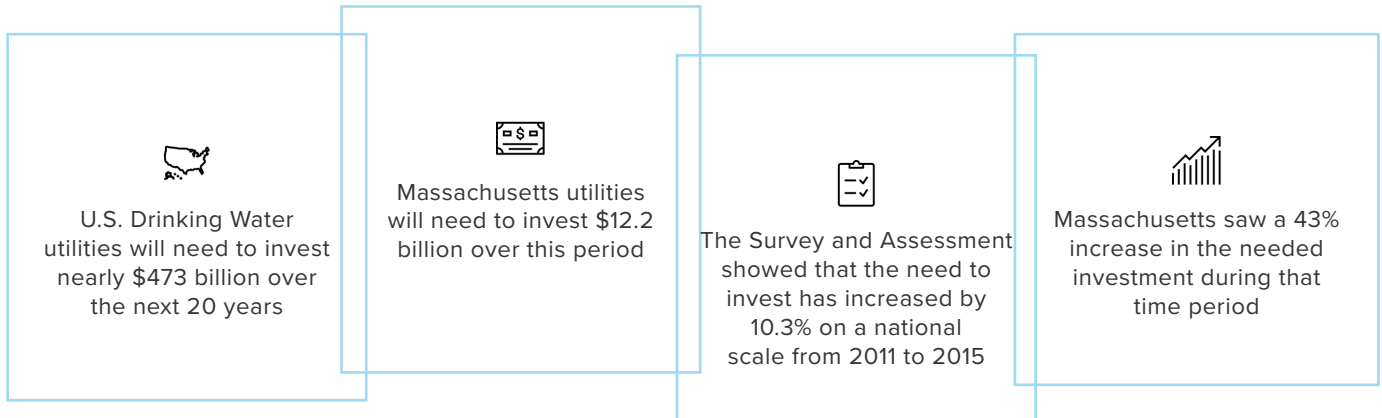 U.S. Drinking Water
utilities will need to invest
nearly $473 billion over
the next 20 years
Massachusetts utilities
will need to invest $12.2
billion over this period
The Survey and Assessment
showed that the need to
invest has increased by
10.3% on a national
scale from 2011 to 2015
Massachusetts saw a 43%
increase in the needed
investment during that
time period